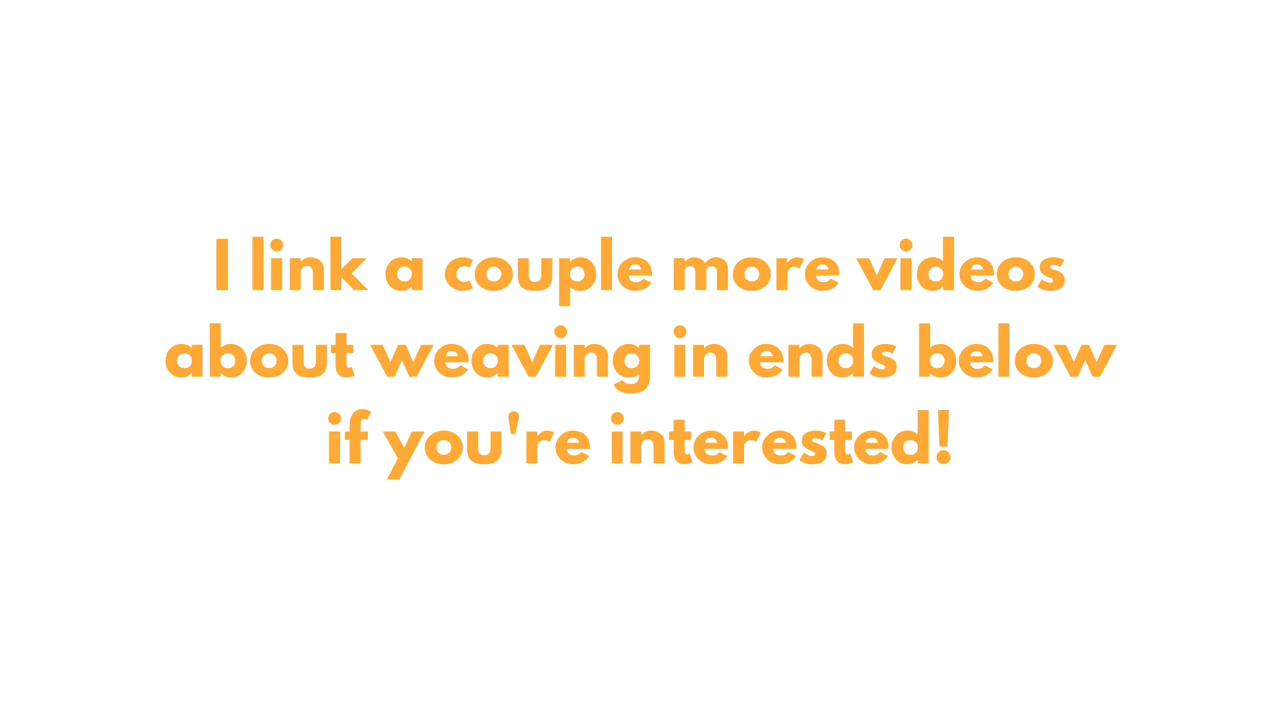 I link a couple more videos
about weaving in ends below
if you're interested!